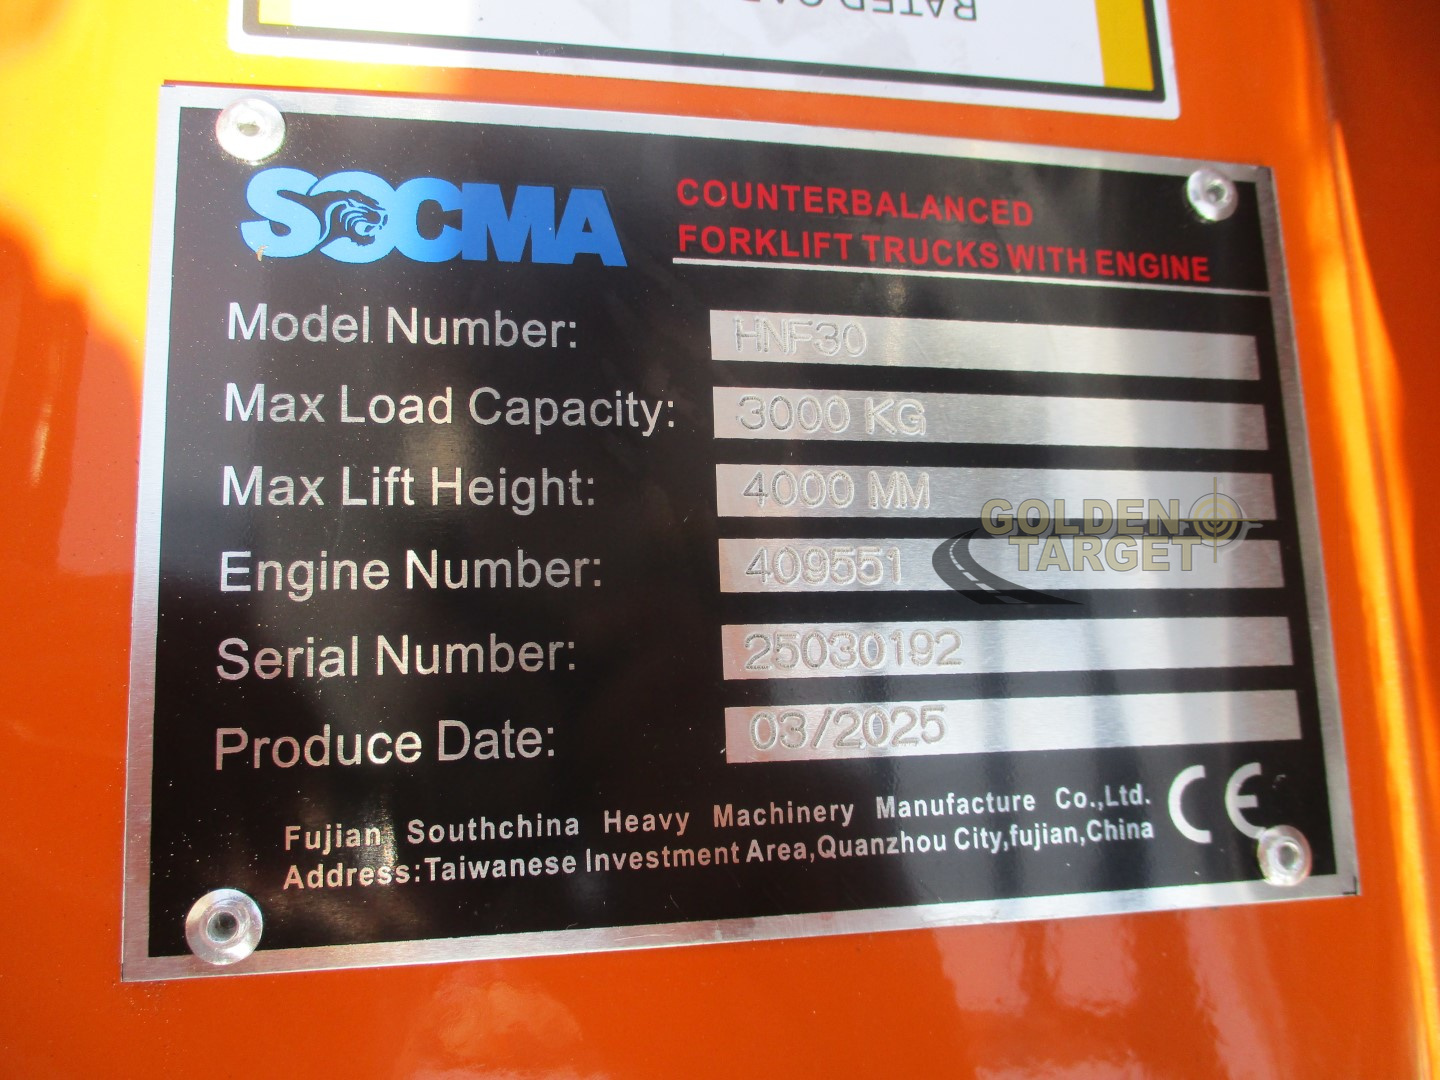 RATED CA
SOCMA
COUNTERBALANCED
FORKLIFT TRUCKS WITH ENGINE
Model Number: HNF30
Max Load Capacity: 3000 KG
Max Lift Height: 4000 MM
Engine Number: 409551
Serial Number: 25030192
Produce Date: 03/2025
GOLDEN
TARGET
Fujian Southchina Heavy Machinery Manufacture Co.,Ltd.
Address:Taiwanese Investment Area,Quanzhou City,fujian,China
CE